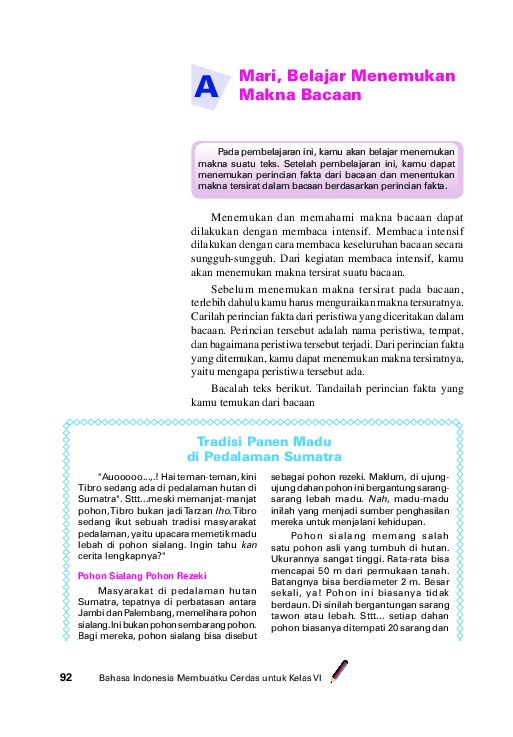 A
Mari, Belajar Menemukan
Makna Bacaan
Pada pembelajaran ini, kamu akan belajar menemukan
makna suatu teks. Setelah pembelajaran ini, kamu dapat
menemukan perincian fakta dari bacaan dan menentukan
makna tersirat dalam bacaan berdasarkan perincian fakta.
Menemukan dan memahami makna bacaan dapat
dilakukan dengan membaca intensif. Membaca intensif
dilakukan dengan cara membaca keseluruhan bacaan secara
sungguh-sungguh. Dari kegiatan membaca intensif, kamu
akan menemukan makna tersirat suatu bacaan.
Sebelum menemukan makna tersirat pada bacaan,
terlebih dahulu kamu harus menguraikan makna tersuratnya.
Carilah perincian fakta dari peristiwa yang diceritakan dalam
bacaan. Perincian tersebut adalah nama peristiwa, tempat,
dan bagaimana peristiwa tersebut terjadi. Dari perincian fakta
yang ditemukan, kamu dapat menemukan makna tersiratnya,
yaitu mengapa peristiwa tersebut ada.
Bacalah teks berikut. Tandailah perincian fakta yang
kamu temukan dari bacaan
Tradisi Panen Madu
di Pedalaman Sumatra
"Auooooo...,.! Hai teman-teman, kini
Tibro sedang ada di pedalaman hutan di
Sumatra". Sttt...meski memanjat-manjat
pohon, Tibro bukan jadi Tarzan lho. Tibro
sedang ikut sebuah tradisi masyarakat
pedalaman, yaitu upacara memetik madu
lebah di pohon sialang. Ingin tahu kan
cerita lengkapnya?"
Pohon Sialang Pohon Rezeki
Masyarakat di pedalaman hutan
Sumatra, tepatnya di perbatasan antara
Jambi dan Palembang, memelihara pohon
sialang. Ini bukan pohon sembarang pohon.
Bagi mereka, pohon sialang bisa disebut
sebagai pohon rezeki. Maklum, di ujung-
ujung dahan pohon ini bergantung sarang-
sarang lebah madu. Nah, madu-madu
inilah yang menjadi sumber penghasilan
mereka untuk menjalani kehidupan.
Pohon sialang memang salah
satu pohon asli yang tumbuh di hutan.
Ukurannya sangat tinggi. Rata-rata bisa
mencapai 50 m dari permukaan tanah.
Batangnya bisa berdiameter 2 m. Besar
sekali, ya! Pohon ini biasanya tidak
berdaun. Di sinilah bergantungan sarang
tawon atau lebah. Sttt... setiap dahan
pohon biasanya ditempati 20 sarang dan
92 Bahasa Indonesia Membuatku Cerdas untuk Kelas VI